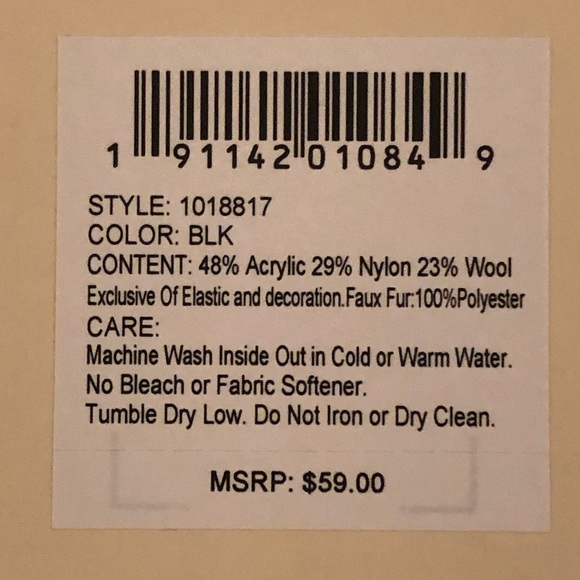 1 91142 01084 9
STYLE: 1018817
COLOR: BLK
CONTENT: 48% Acrylic 29% Nylon 23% Wool
Exclusive Of Elastic and decoration.Faux Fur:100%Polyester
CARE:
Machine Wash Inside Out in Cold or Warm Water.
No Bleach or Fabric Softener.
Tumble Dry Low. Do Not Iron or Dry Clean.
MSRP: $59.00